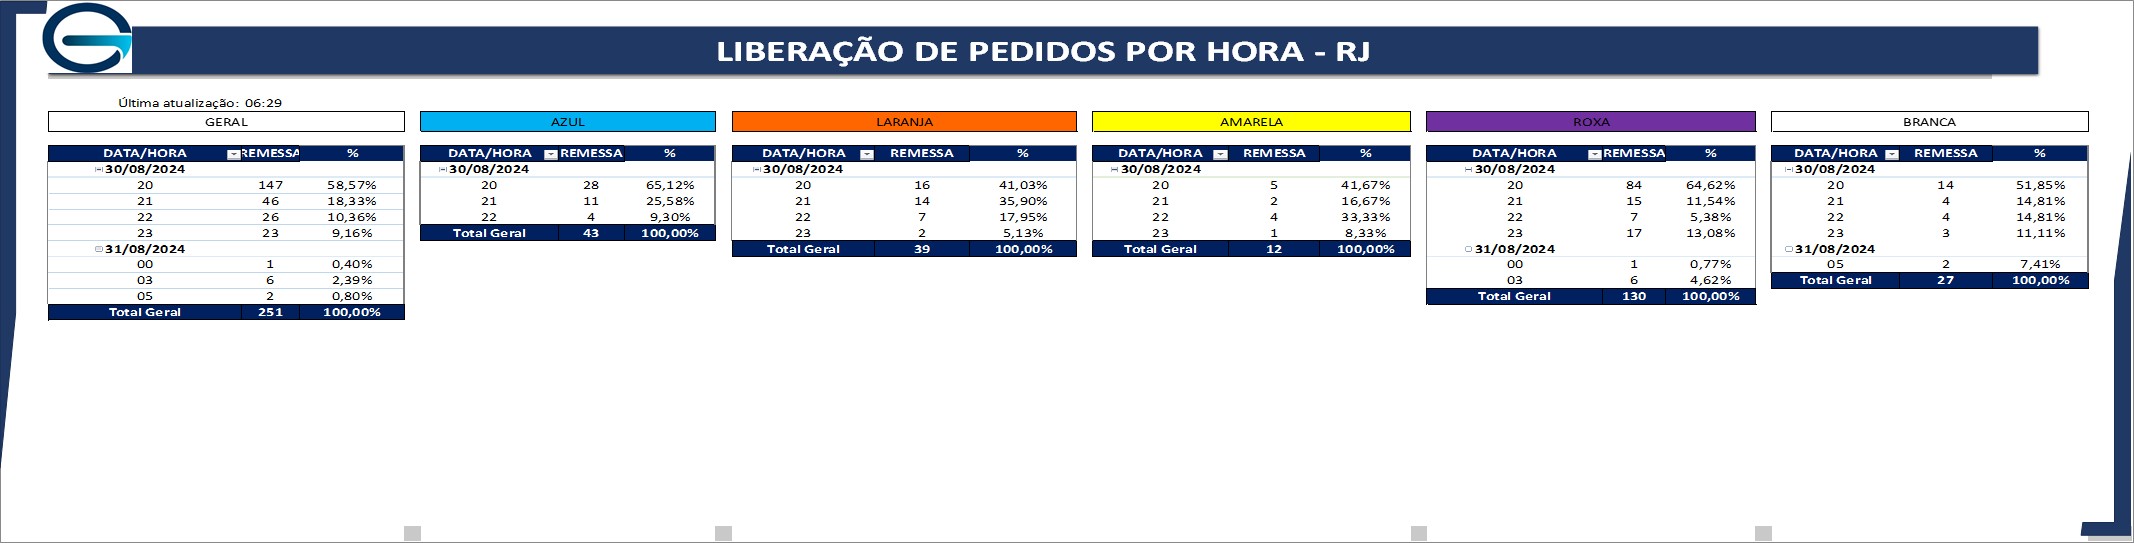 LIBERAÇÃO DE PEDIDOS POR HORA - RJ
Última atualização: 06:29
GERAL
DATA/HORA REMESSA %
30/08/2024
20 147 58,57%
21 46 18,33%
22 26 10,36%
23 23 9,16%
31/08/2024
00 1 0,40%
03 6 2,39%
05 2 0,80%
Total Geral 251 100,00%
AZUL
DATA/HORA REMESSA %
30/08/2024
20 28 65,12%
21 11 25,58%
22 4 9,30%
Total Geral 43 100,00%
LARANJA
DATA/HORA REMESSA %
30/08/2024
20 16 41,03%
21 14 35,90%
22 7 17,95%
23 2 5,13%
Total Geral 39 100,00%
AMARELA
DATA/HORA REMESSA %
30/08/2024
20 5 41,67%
21 2 16,67%
22 4 33,33%
23 1 8,33%
Total Geral 12 100,00%
ROXA
DATA/HORA REMESSA %
30/08/2024
20 84 64,62%
21 15 11,54%
22 7 5,38%
23 17 13,08%
31/08/2024
00 1 0,77%
03 6 4,62%
Total Geral 130 100,00%
BRANCA
DATA/HORA REMESSA %
30/08/2024
20 14 51,85%
21 4 14,81%
22 4 14,81%
23 3 11,11%
31/08/2024
05 2 7,41%
Total Geral 27 100,00%